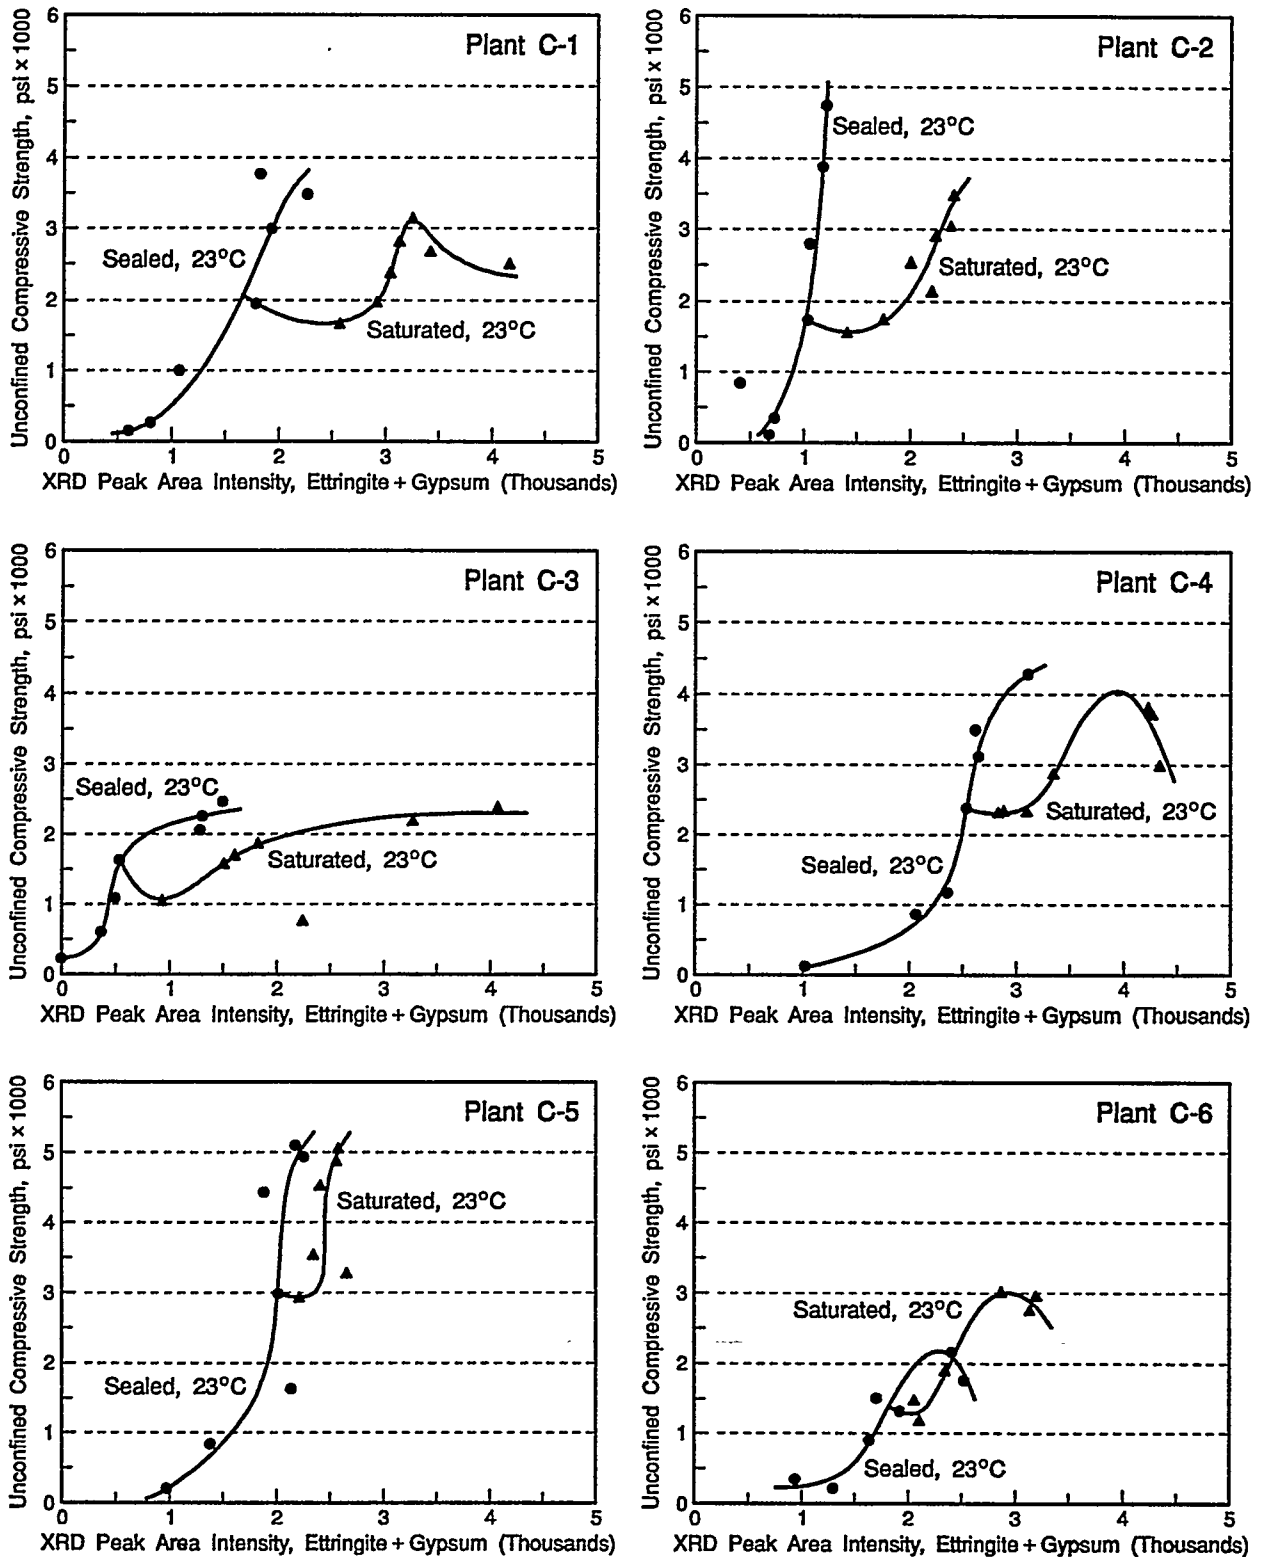 Plant C-1
Unconfined Compressive Strength, psi × 1000
6
5
4
3
2
1
0
Sealed, 23°C
Saturated, 23°C
0 1 2 3 4 5
XRD Peak Area Intensity, Ettringite + Gypsum (Thousands)
Plant C-2
Unconfined Compressive Strength, psi × 1000
6
5
4
3
2
1
0
Sealed, 23°C
Saturated, 23°C
0 1 2 3 4 5
XRD Peak Area Intensity, Ettringite + Gypsum (Thousands)
Plant C-3
Unconfined Compressive Strength, psi × 1000
6
5
4
3
2
1
0
Sealed, 23°C
Saturated, 23°C
0 1 2 3 4 5
XRD Peak Area Intensity, Ettringite + Gypsum (Thousands)
Plant C-4
Unconfined Compressive Strength, psi × 1000
6
5
4
3
2
1
0
Saturated, 23°C
Sealed, 23°C
0 1 2 3 4 5
XRD Peak Area Intensity, Ettringite + Gypsum (Thousands)
Plant C-5
Unconfined Compressive Strength, psi × 1000
6
5
4
3
2
1
0
Saturated, 23°C
Sealed, 23°C
0 1 2 3 4 5
XRD Peak Area Intensity, Ettringite + Gypsum (Thousands)
Plant C-6
Unconfined Compressive Strength, psi × 1000
6
5
4
3
2
1
0
Saturated, 23°C
Sealed, 23°C
0 1 2 3 4 5
XRD Peak Area Intensity, Ettringite + Gypsum (Thousands)